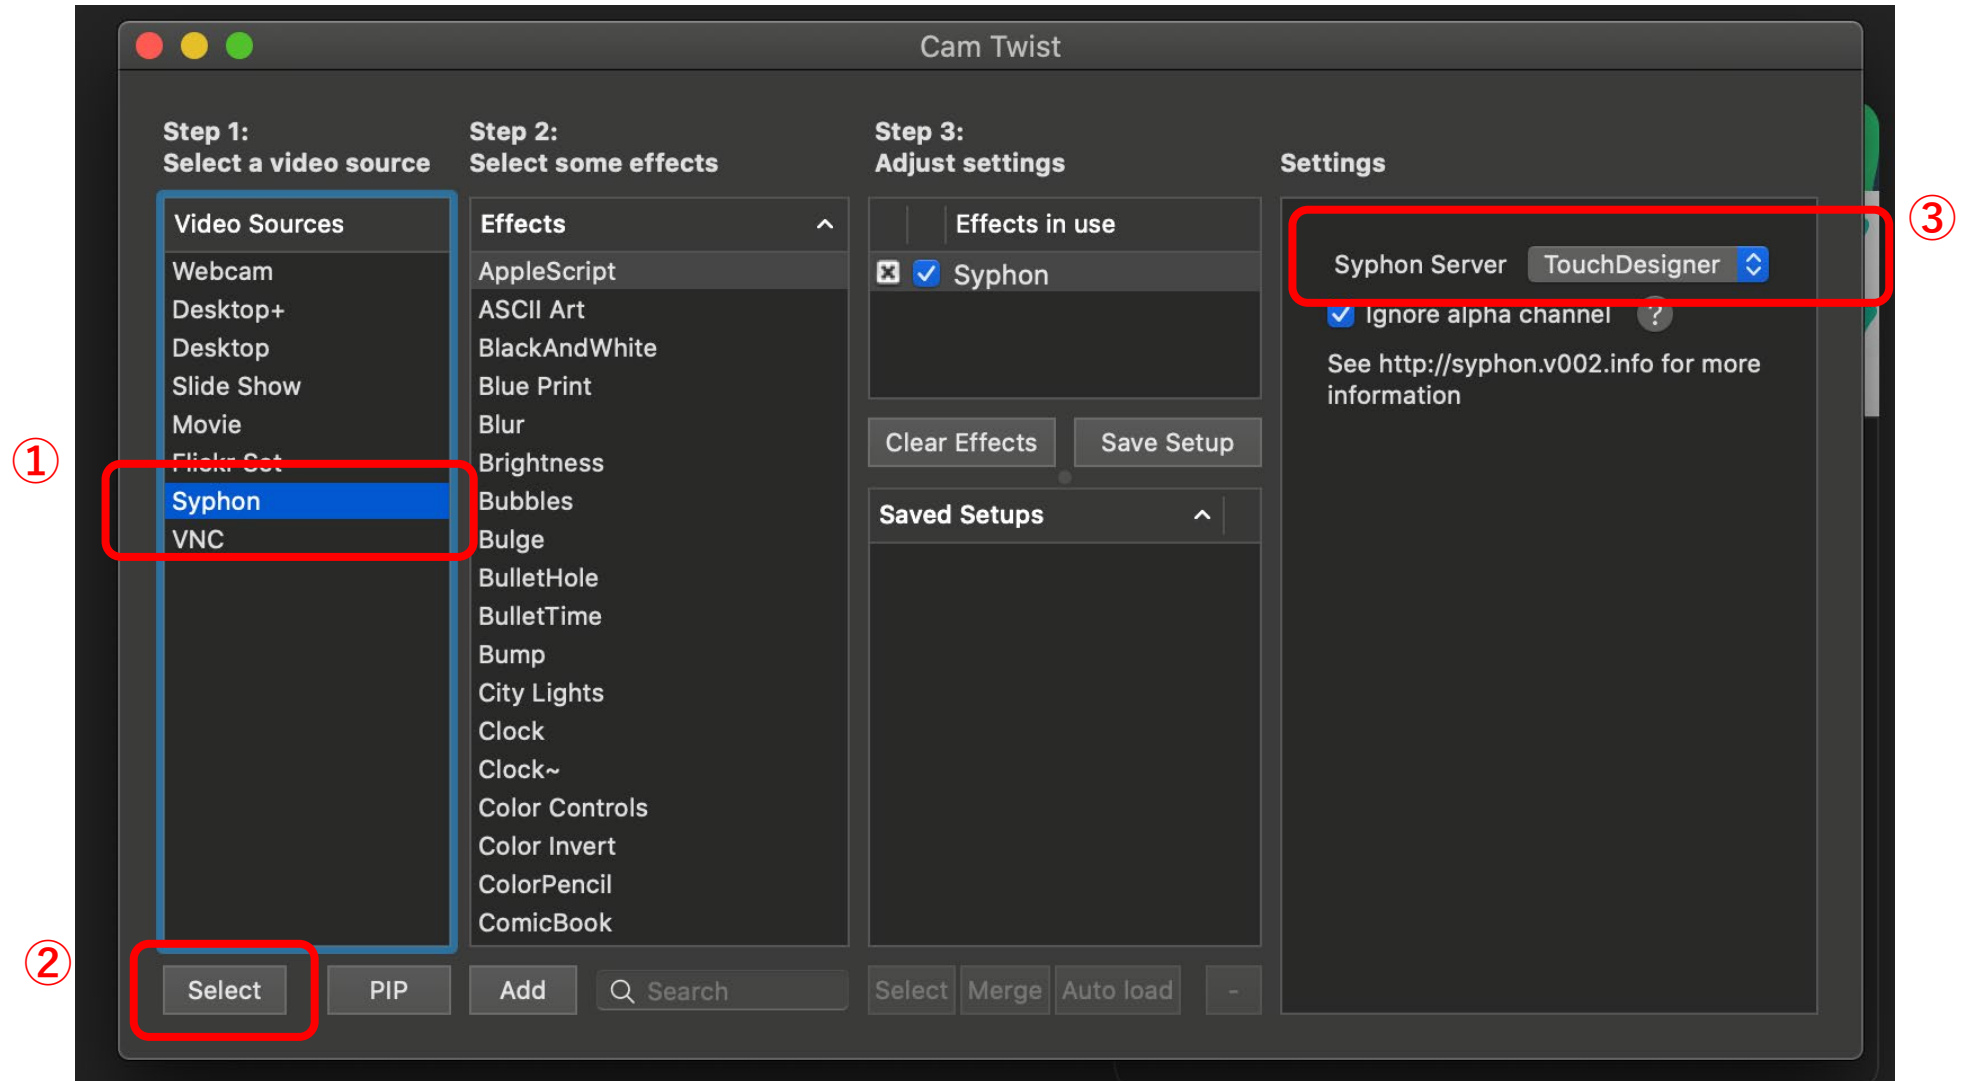 Cam Twist
Step 1:
Select a video source
Video Sources
Webcam
Desktop+
Desktop
Slide Show
Movie
Flickr Set
Syphon
VNC
Select
PIP
Step 2:
Select some effects
Effects
AppleScript
ASCII Art
BlackAndWhite
Blue Print
Blur
Brightness
Bubbles
Bulge
BulletHole
BulletTime
Bump
City Lights
Clock
Clock~
Color Controls
Color Invert
ColorPencil
ComicBook
Add
Search
Step 3:
Adjust settings
Effects in use
Syphon
Clear Effects
Save Setup
Saved Setups
Select
Merge
Auto load
-
Settings
Syphon Server
TouchDesigner
Ignore alpha channel
?
See http://syphon.v002.info for more
information
①
②
③